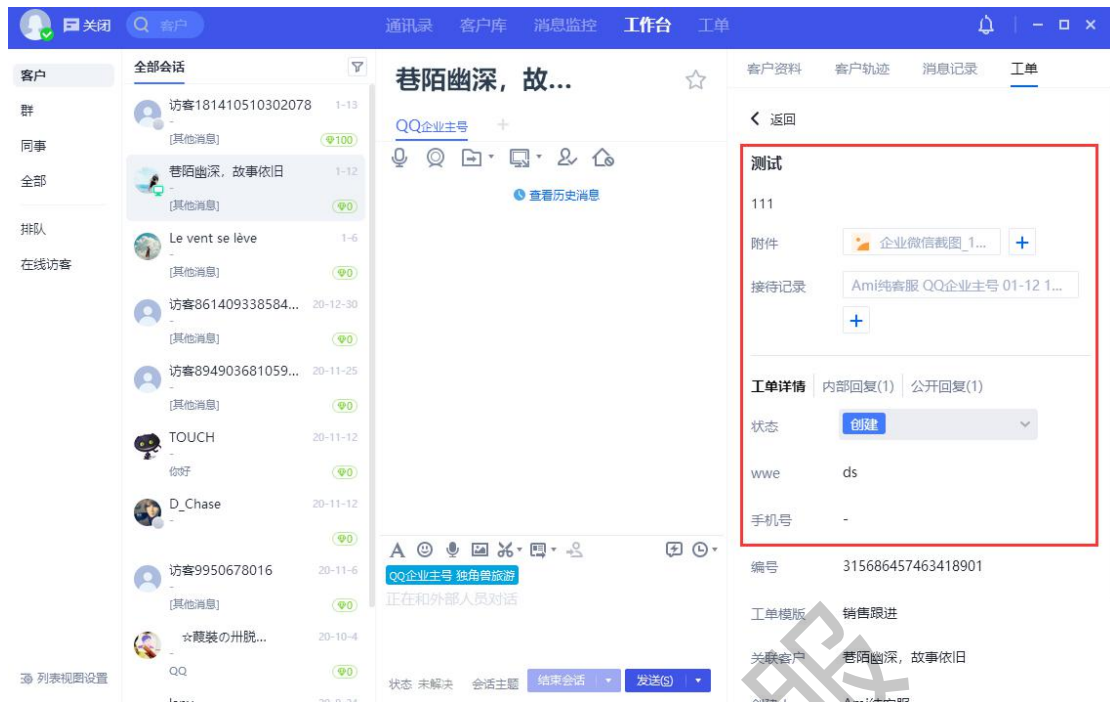 关闭
客户
通讯录 客户库 消息监控 工作台 工单
客户
群
同事
全部
排队
在线访客
列表视图设置
全部会话
访客181410510302078 1-13
-
[其他消息] 100
巷陌幽深，故事依旧 1-12
-
[其他消息] 0
Le vent se lève 1-6
-
[其他消息] 0
访客861409338584... 20-12-30
-
[其他消息] 0
访客894903681059... 20-11-25
-
[其他消息] 0
TOUCH 20-11-12
-
你好 0
D_Chase 20-11-12
-
0
访客9950678016 20-11-6
-
[其他消息] 0
☆蕆裝の卅脱... 20-10-4
QQ 0
巷陌幽深，故...
QQ企业主号
查看历史消息
QQ企业主号 独角兽旅游
正在和外部人员对话
状态 未解决 会话主题 结束会话 发送(S)
客户资料 客户轨迹 消息记录 工单
返回
测试
111
附件 企业微信截图_1...
接待记录 Ami纯客服 QQ企业主号 01-12 1...
工单详情 内部回复(1) 公开回复(1)
状态 创建
wwe ds
手机号 -
编号 315686457463418901
工单模版 销售跟进
关联客户 巷陌幽深，故事依旧